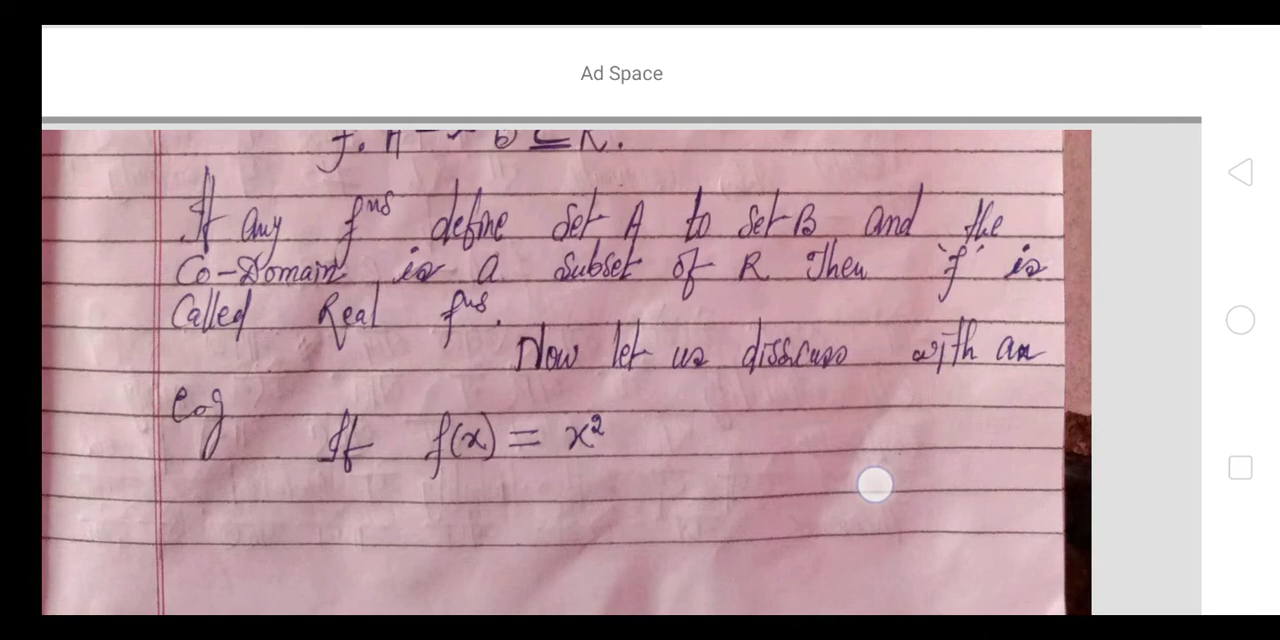 Ad Space
f: A → B ⊆ R.
If any fⁿˢ define set A to set B and the
Co-Domain is a subset of R. Then 'f' is
Called Real fⁿˢ.
Now let us disscuss with an
e.g
If f(x) = x²